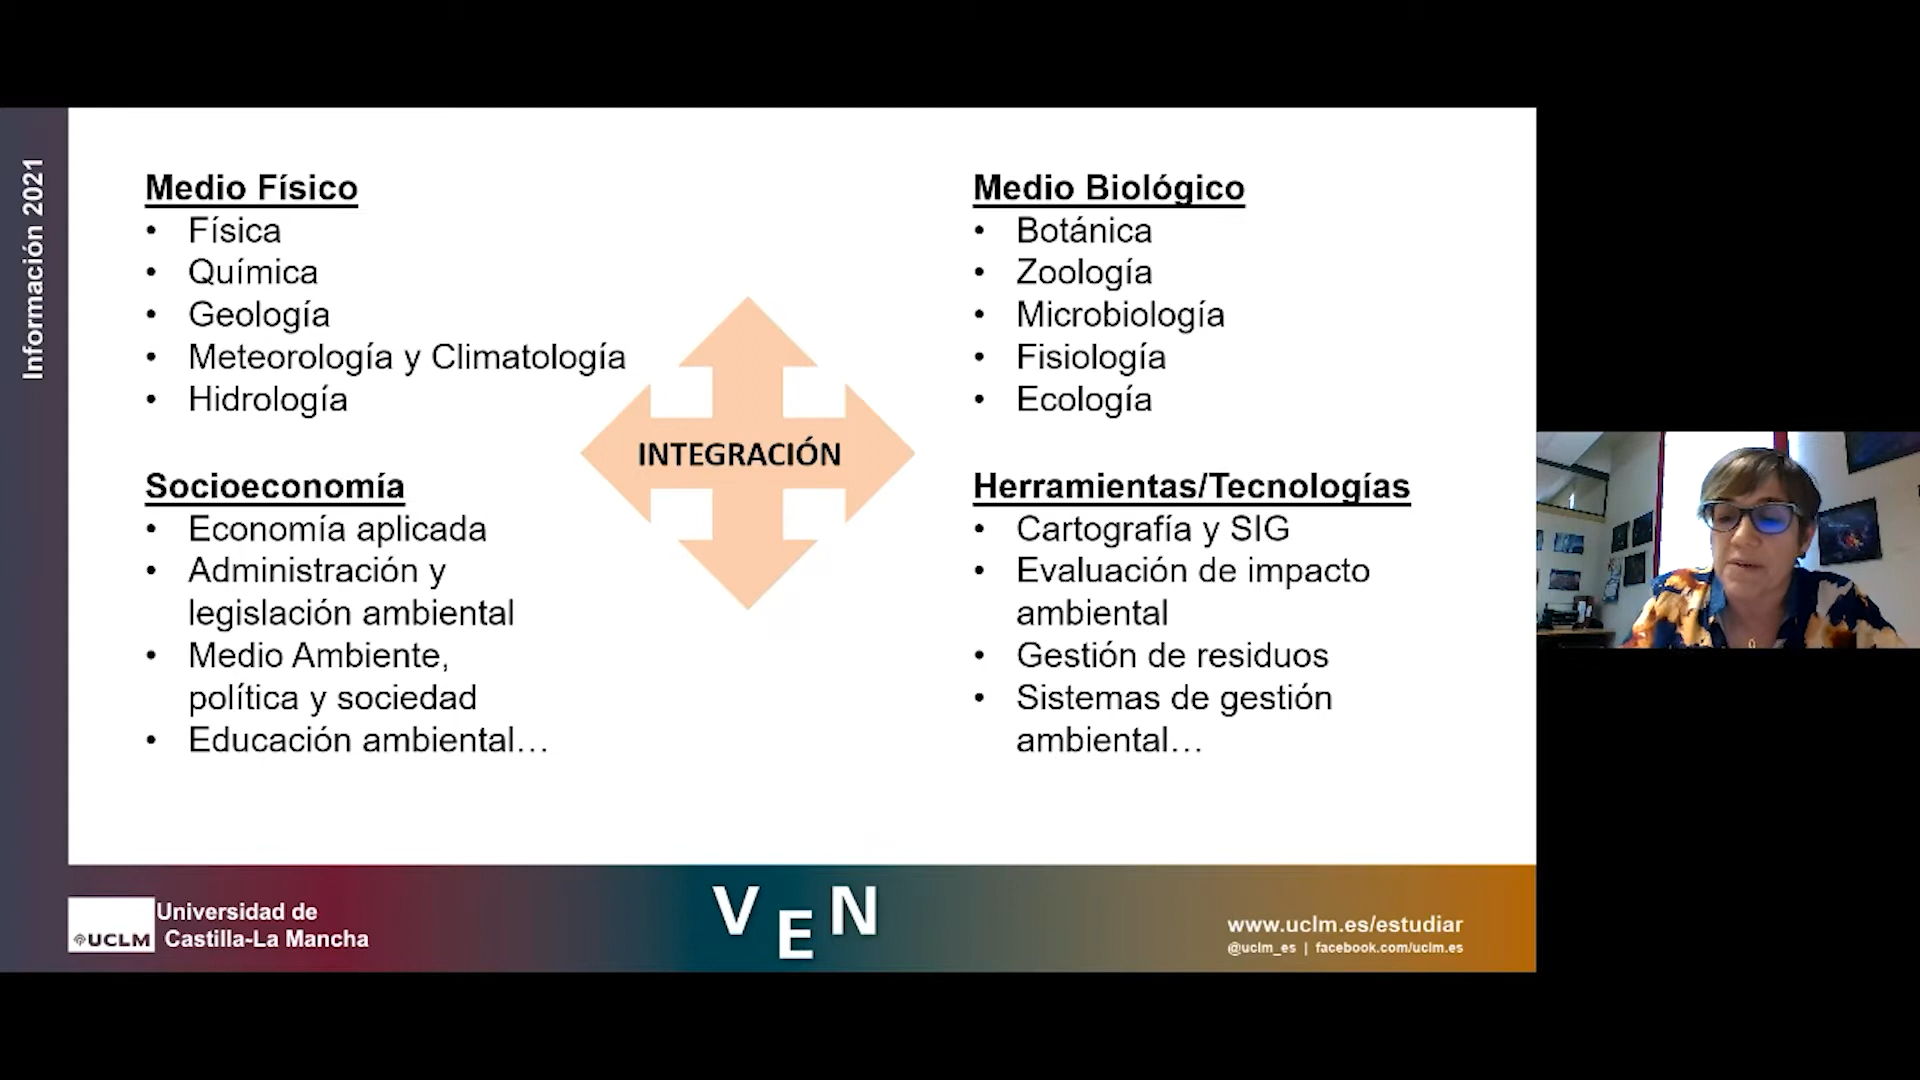 Información 2021
Medio Físico
• Física
• Química
• Geología
• Meteorología y Climatología
• Hidrología
Medio Biológico
• Botánica
• Zoología
• Microbiología
• Fisiología
• Ecología
INTEGRACIÓN
Socioeconomía
• Economía aplicada
• Administración y
legislación ambiental
• Medio Ambiente,
política y sociedad
• Educación ambiental…
Herramientas/Tecnologías
• Cartografía y SIG
• Evaluación de impacto
ambiental
• Gestión de residuos
• Sistemas de gestión
ambiental…
UCLM
Universidad de
Castilla-La Mancha
VEN
www.uclm.es/estudiar
@uclm_es | facebook.com/uclm.es